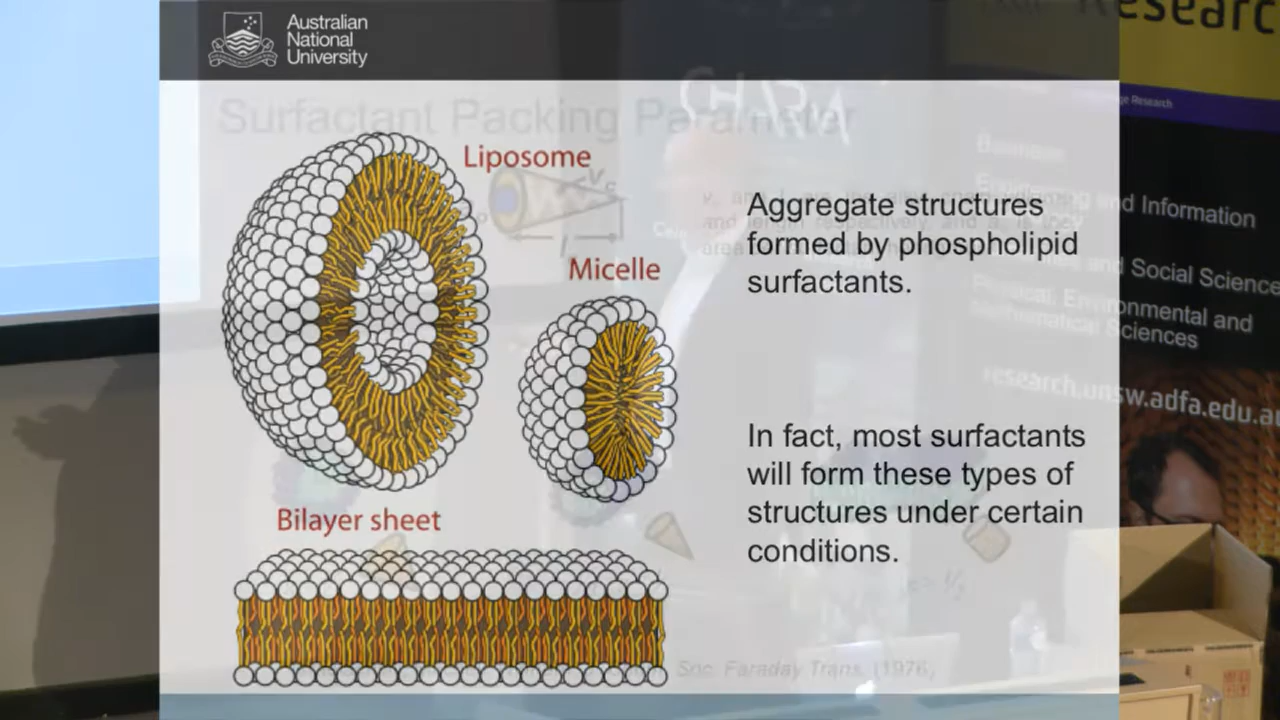 Australian
National
University
Surfactant Packing Parameter
Liposome
Micelle
Bilayer sheet
Aggregate structures
formed by phospholipid
surfactants.
In fact, most surfactants
will form these types of
structures under certain
conditions.
Soc. Faraday Trans. (1976)
Research
Research
and Information
and Social Science
Physical, Environmental and
Mathematical Sciences
research.unsw.adfa.edu.au